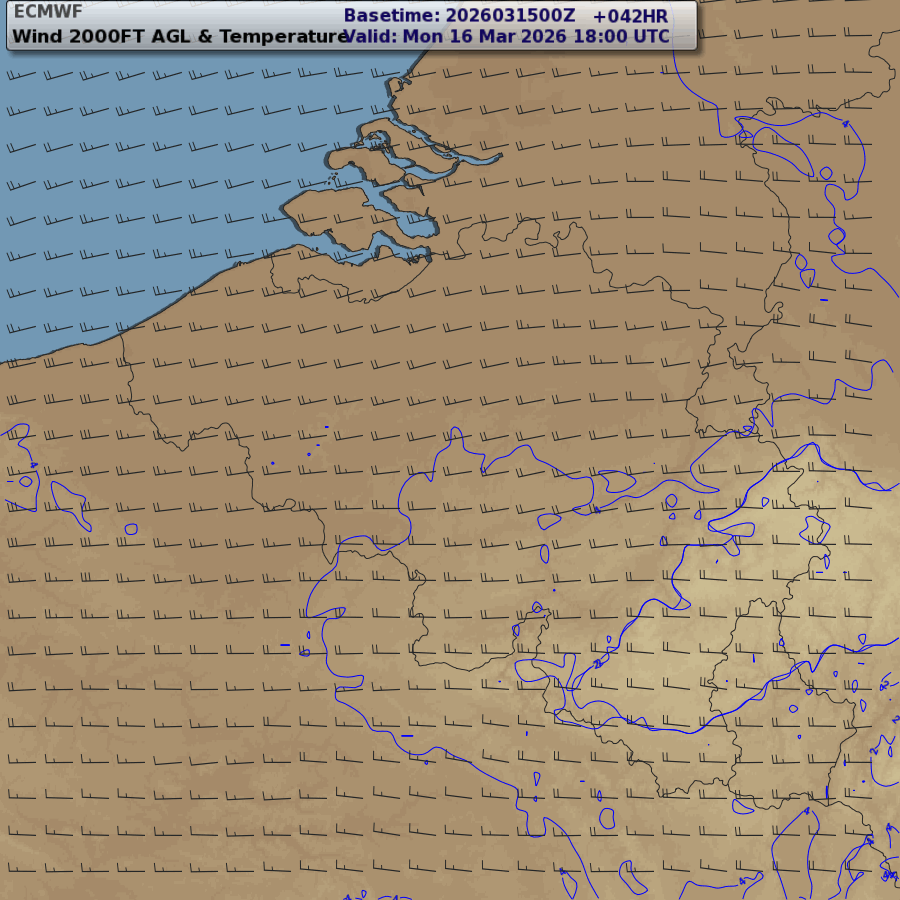 ECMWF
Basetime: 2026031500Z +042HR
Wind 2000FT AGL & Temperature
Valid: Mon 16 Mar 2026 18:00 UTC